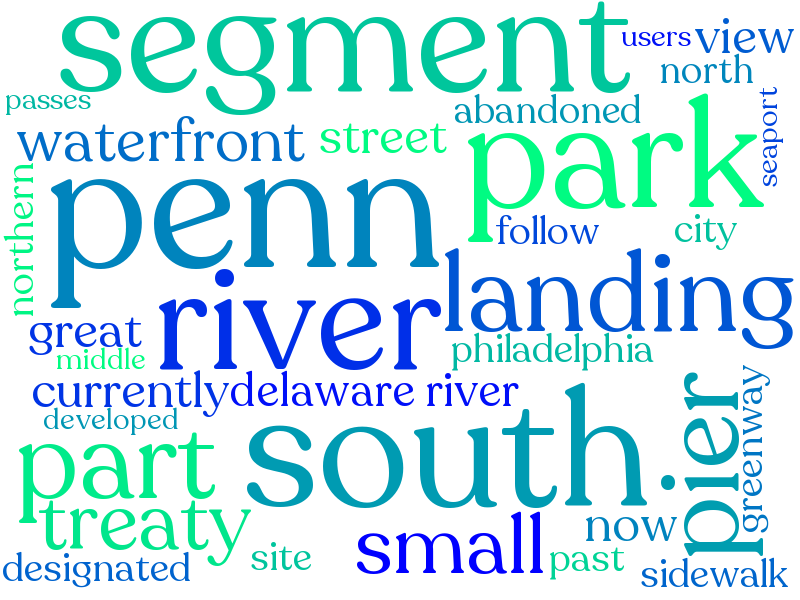 segment
users
view
north
passes
abandoned
seaport
waterfront
street
park
northern
penn
follow
city
river
landing
great
philadelphia
middle
currently
delaware river
developed
south
pier
greenway
part
treaty
small
now
site
past
designated
sidewalk